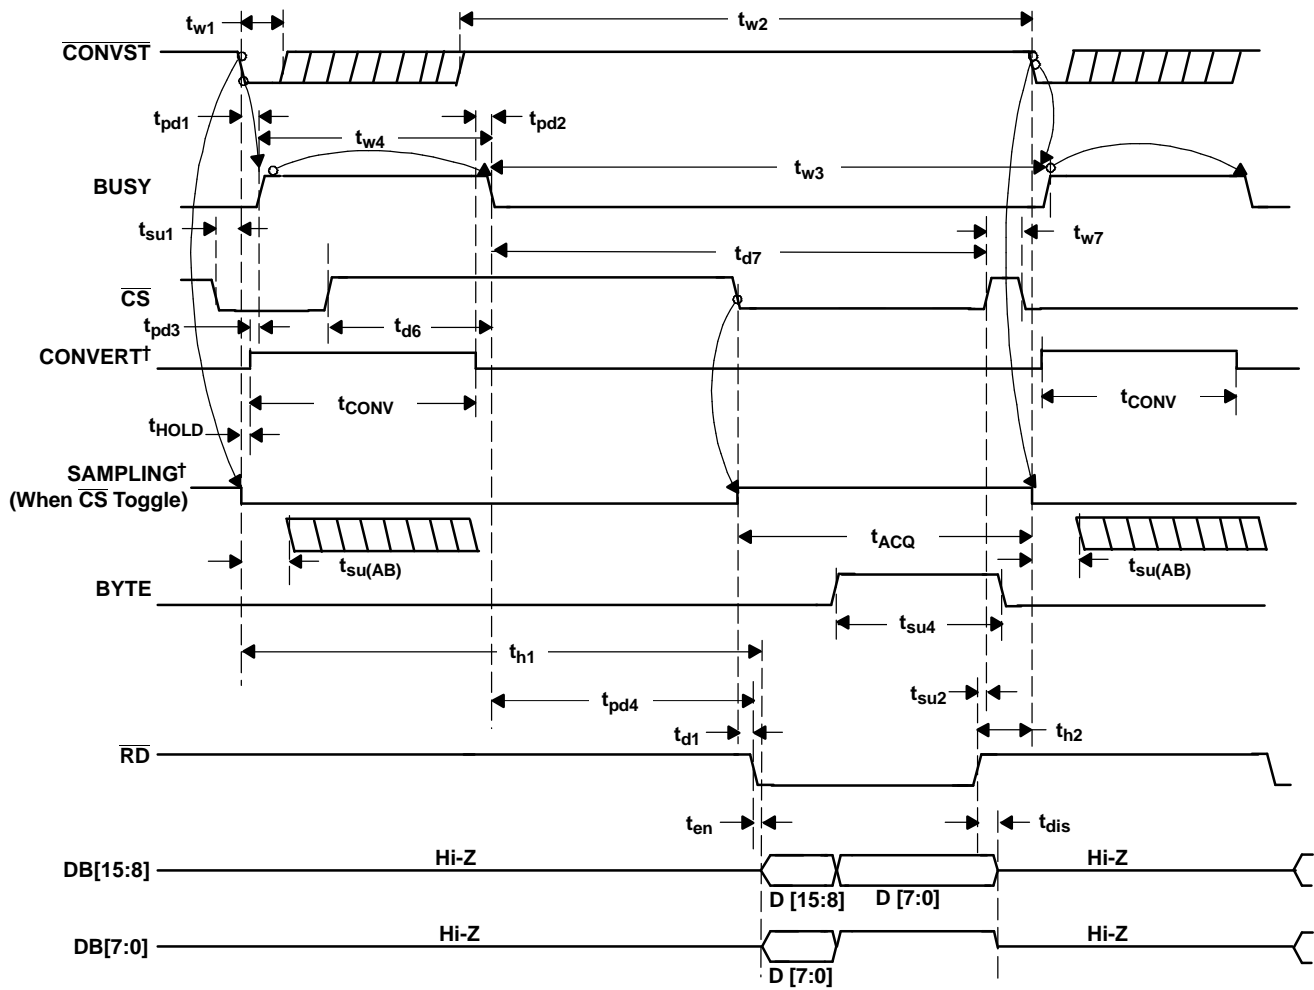 tw1
tw2
CONVST
tpd1
tw4
tpd2
tw3
BUSY
tsu1
tw7
td7
CS
tpd3
td6
CONVERT†
tCONV
tCONV
tHOLD
SAMPLING†
(When CS Toggle)
tACQ
tsu(AB)
tsu(AB)
BYTE
tsu4
th1
tpd4
tsu2
td1
th2
RD
ten
tdis
Hi-Z
Hi-Z
DB[15:8]
D [15:8]
D [7:0]
Hi-Z
Hi-Z
DB[7:0]
D [7:0]